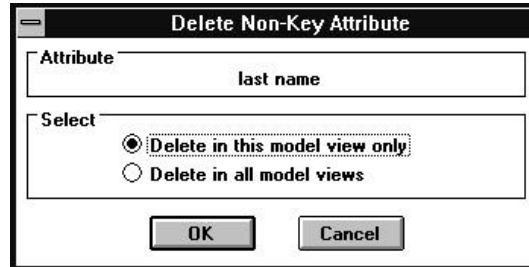 Delete Non-Key Attribute
Attribute
last name
Select
Delete in this model view only
Delete in all model views
OK Cancel